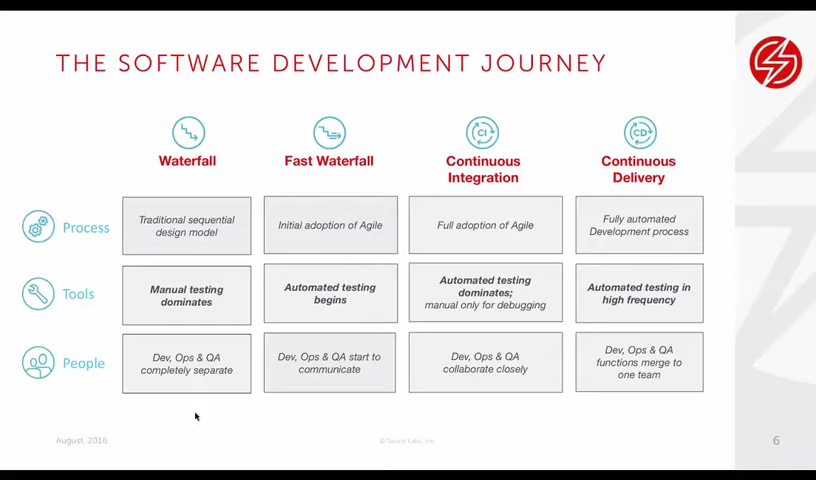 THE SOFTWARE DEVELOPMENT JOURNEY
CI
CD
Waterfall
Fast Waterfall
Continuous
Integration
Continuous
Delivery
Process
Traditional sequential
design model
Initial adoption of Agile
Full adoption of Agile
Fully automated
Development process
Tools
Manual testing
dominates
Automated testing
begins
Automated testing
dominates;
manual only for debugging
Automated testing in
high frequency
People
Dev, Ops & QA
completely separate
Dev, Ops & QA start to
communicate
Dev, Ops & QA
collaborate closely
Dev, Ops & QA
functions merge to
one team
August, 2016
© Sauce Labs, Inc.
6